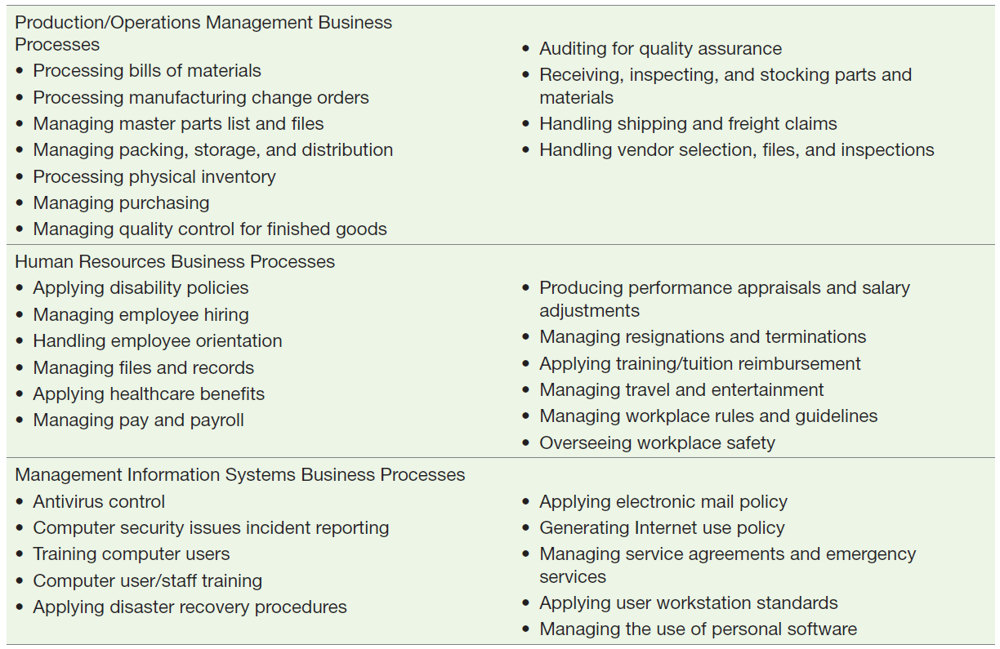 Production/Operations Management Business
Processes
• Processing bills of materials
• Processing manufacturing change orders
• Managing master parts list and files
• Managing packing, storage, and distribution
• Processing physical inventory
• Managing purchasing
• Managing quality control for finished goods
• Auditing for quality assurance
• Receiving, inspecting, and stocking parts and
materials
• Handling shipping and freight claims
• Handling vendor selection, files, and inspections
Human Resources Business Processes
• Applying disability policies
• Managing employee hiring
• Handling employee orientation
• Managing files and records
• Applying healthcare benefits
• Managing pay and payroll
• Producing performance appraisals and salary
adjustments
• Managing resignations and terminations
• Applying training/tuition reimbursement
• Managing travel and entertainment
• Managing workplace rules and guidelines
• Overseeing workplace safety
Management Information Systems Business Processes
• Antivirus control
• Computer security issues incident reporting
• Training computer users
• Computer user/staff training
• Applying disaster recovery procedures
• Applying electronic mail policy
• Generating Internet use policy
• Managing service agreements and emergency
services
• Applying user workstation standards
• Managing the use of personal software